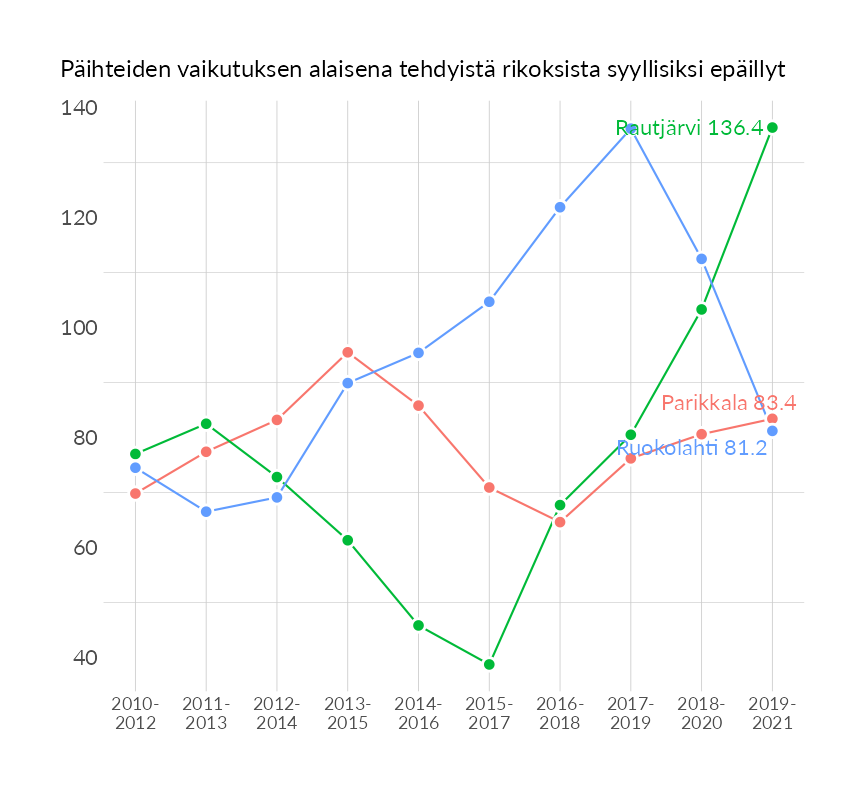 Päihteiden vaikutuksen alaisena tehdyistä rikoksista syyllisiksi epäillyt
140
Rautjärvi 136.4
120
100
Parikkala 83.4
80
Ruokolahti 81.2
60
40
2010- 2011- 2012- 2013- 2014- 2015- 2016- 2017- 2018- 2019-
2012 2013 2014 2015 2016 2017 2018 2019 2020 2021